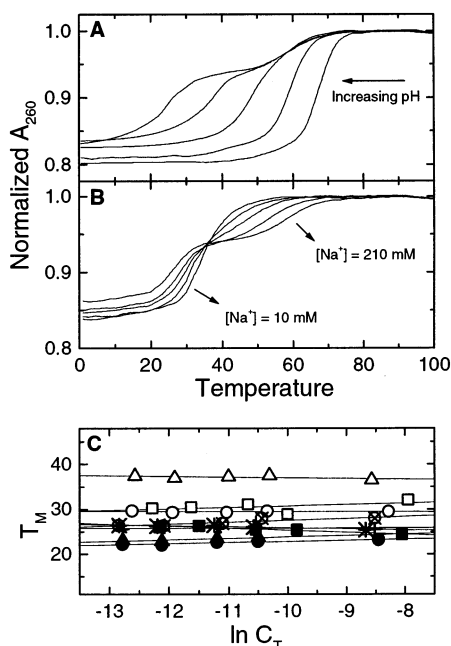 A
1.0
0.9
0.8
Increasing pH
Normalized A260
B
1.0
0.9
0.8
[Na+] = 210 mM
[Na+] = 10 mM
0 20 40 60 80 100
Temperature
C
40
30
20
TM
-13 -12 -11 -10 -9 -8
ln CT